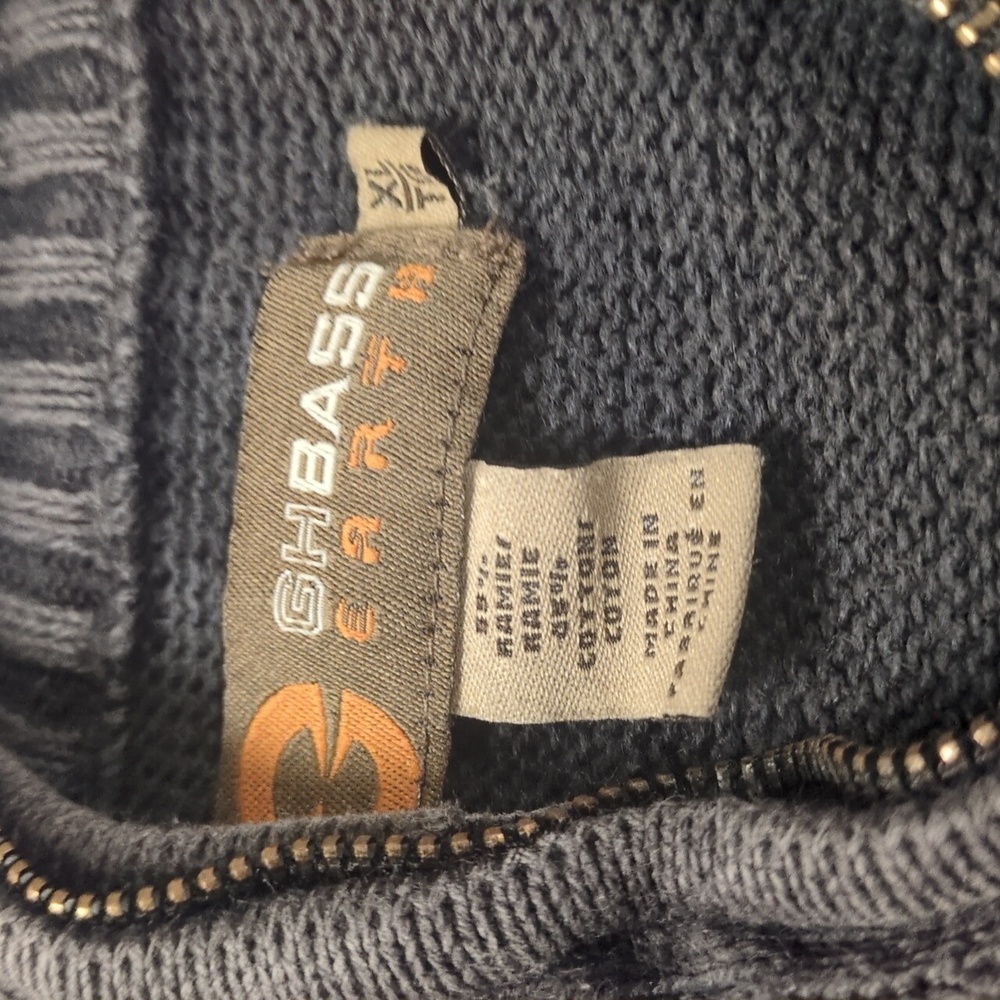 XL
GHBASS
EARTH
55%
RAMIE/
RAMIE
45%
COTTON/
COTON
MADE IN
CHINA
FABRIQUÉ EN
CHINE